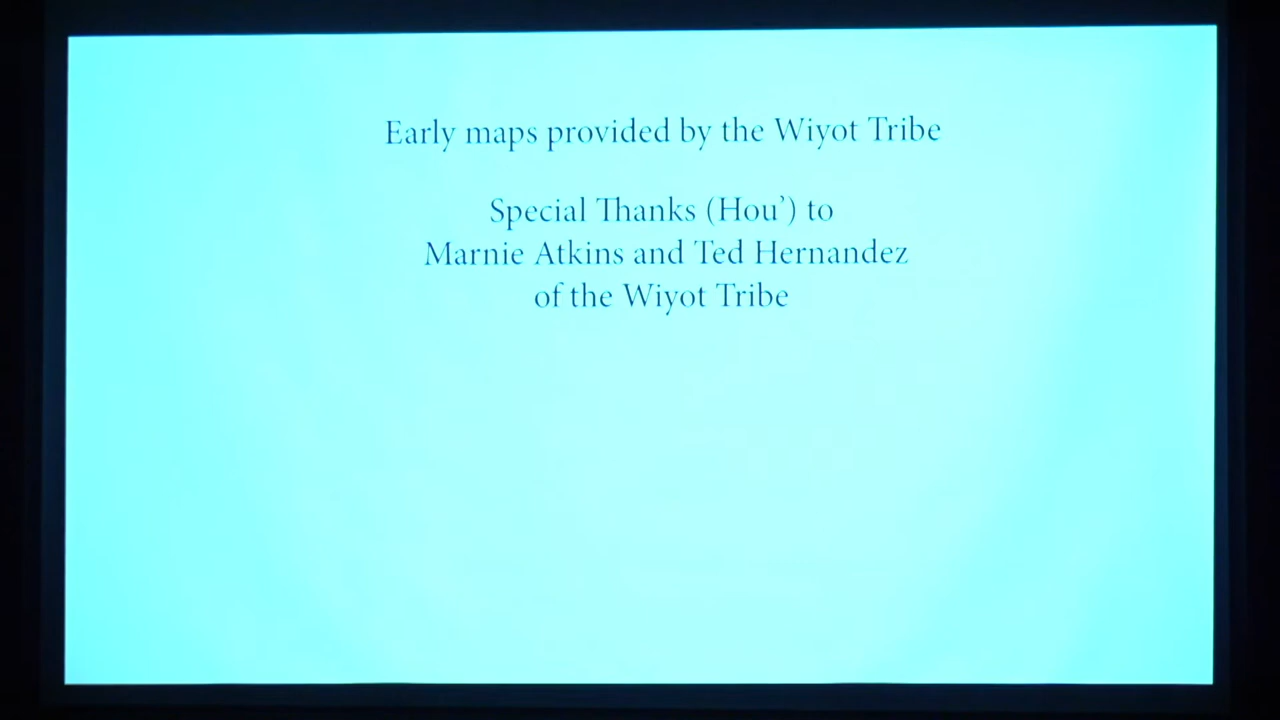 Early maps provided by the Wiyot Tribe
Special Thanks (Hou’) to
Marnie Atkins and Ted Hernandez
of the Wiyot Tribe